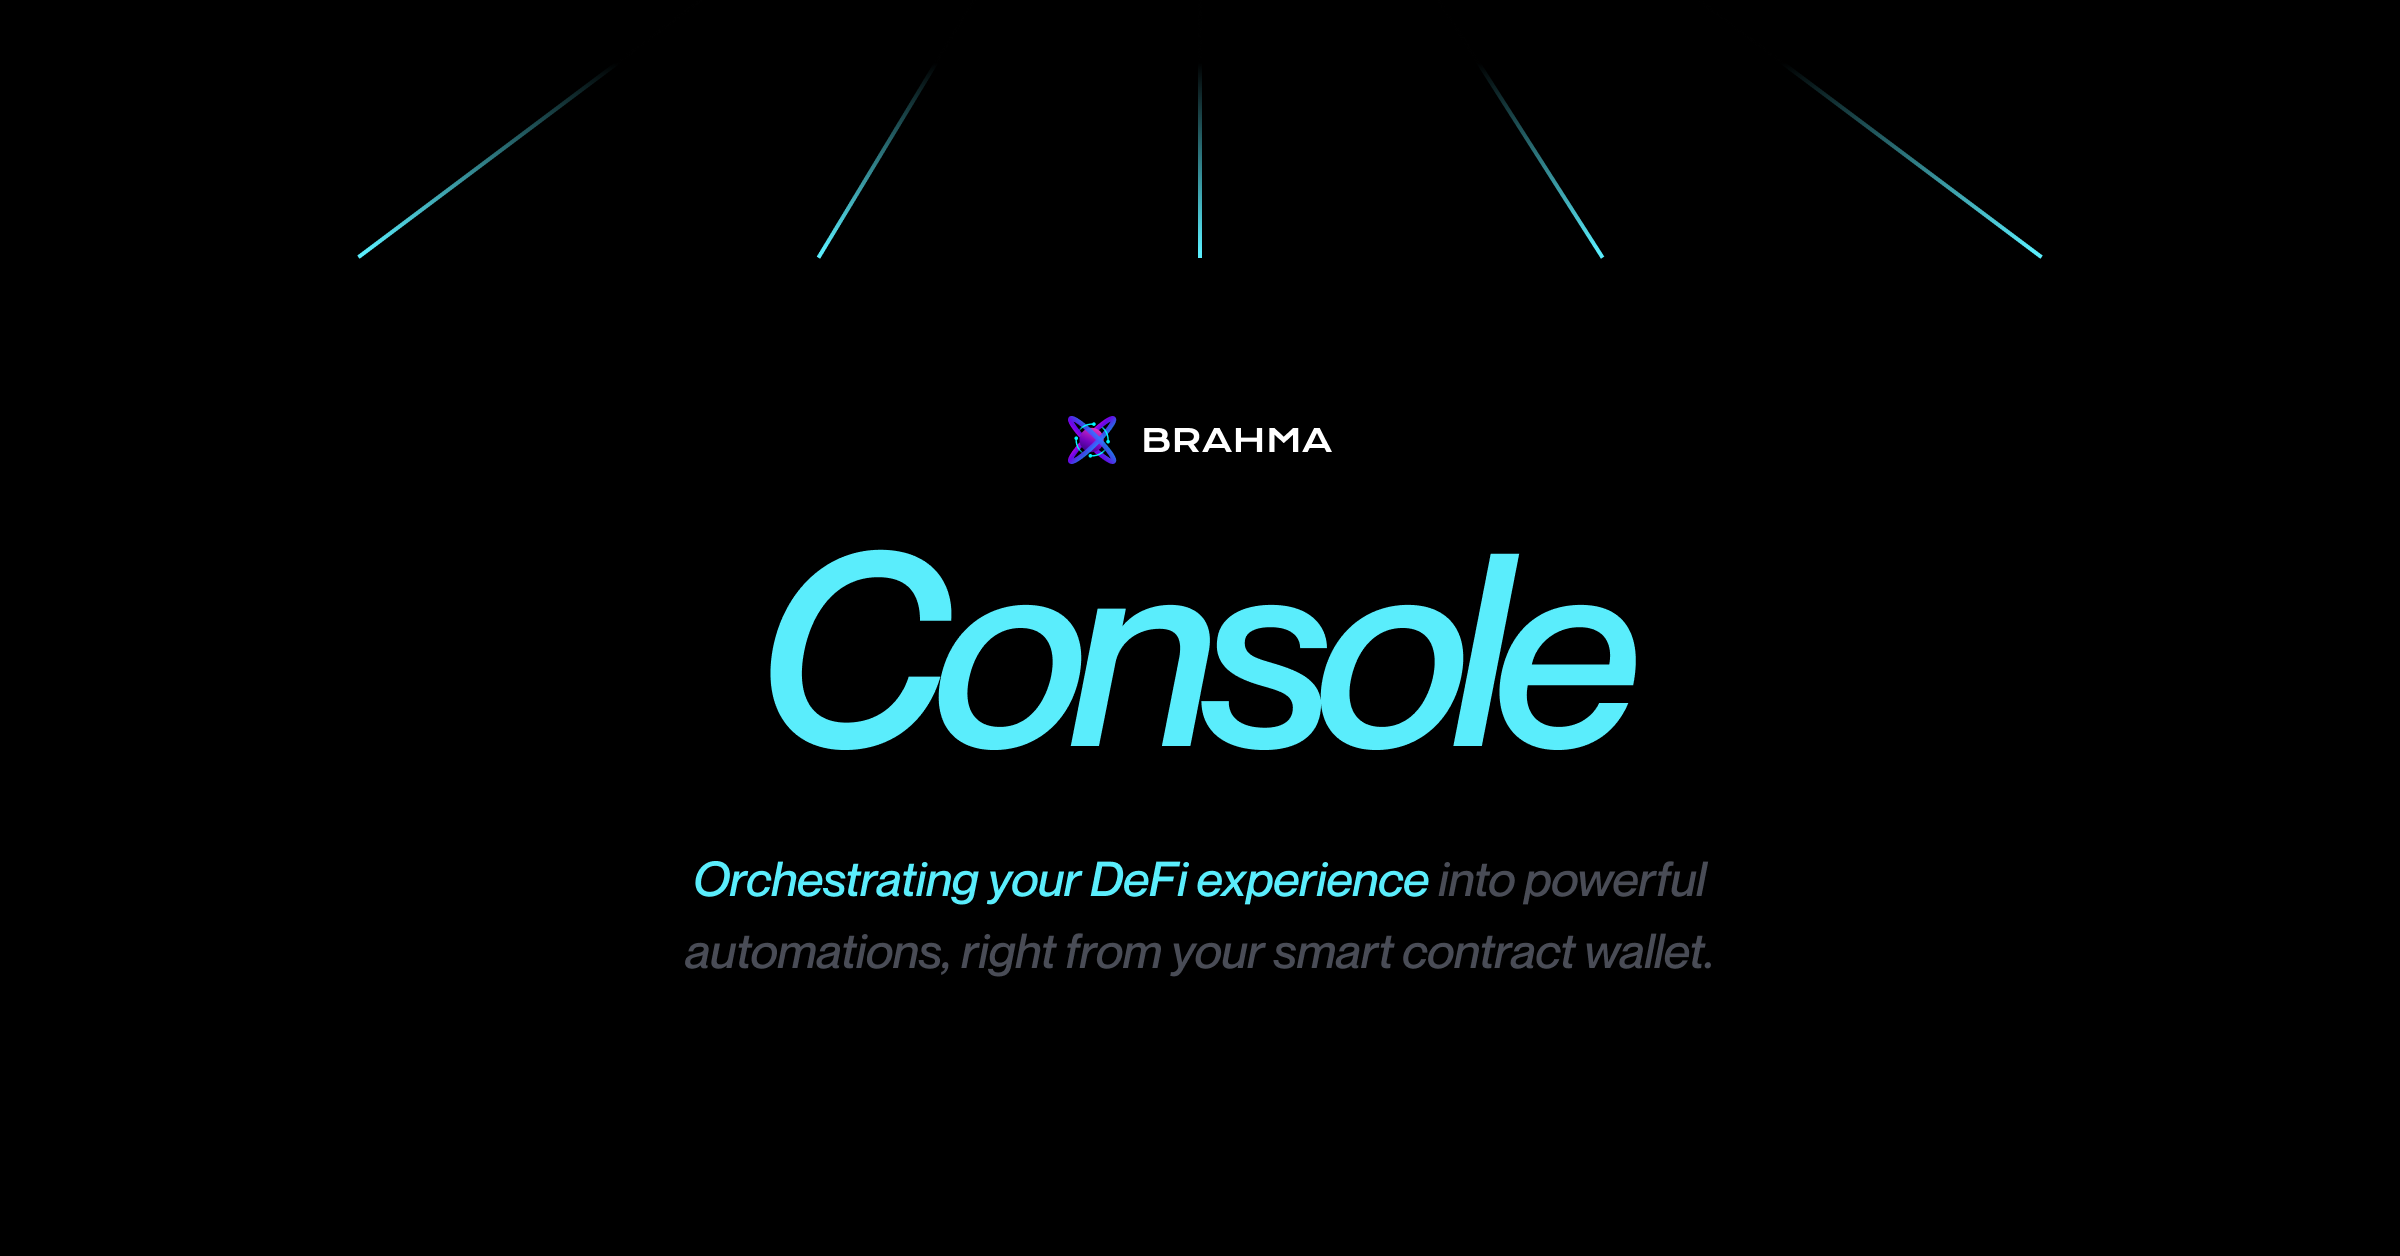 BRAHMA
Console
Orchestrating your DeFi experience into powerful
automations, right from your smart contract wallet.